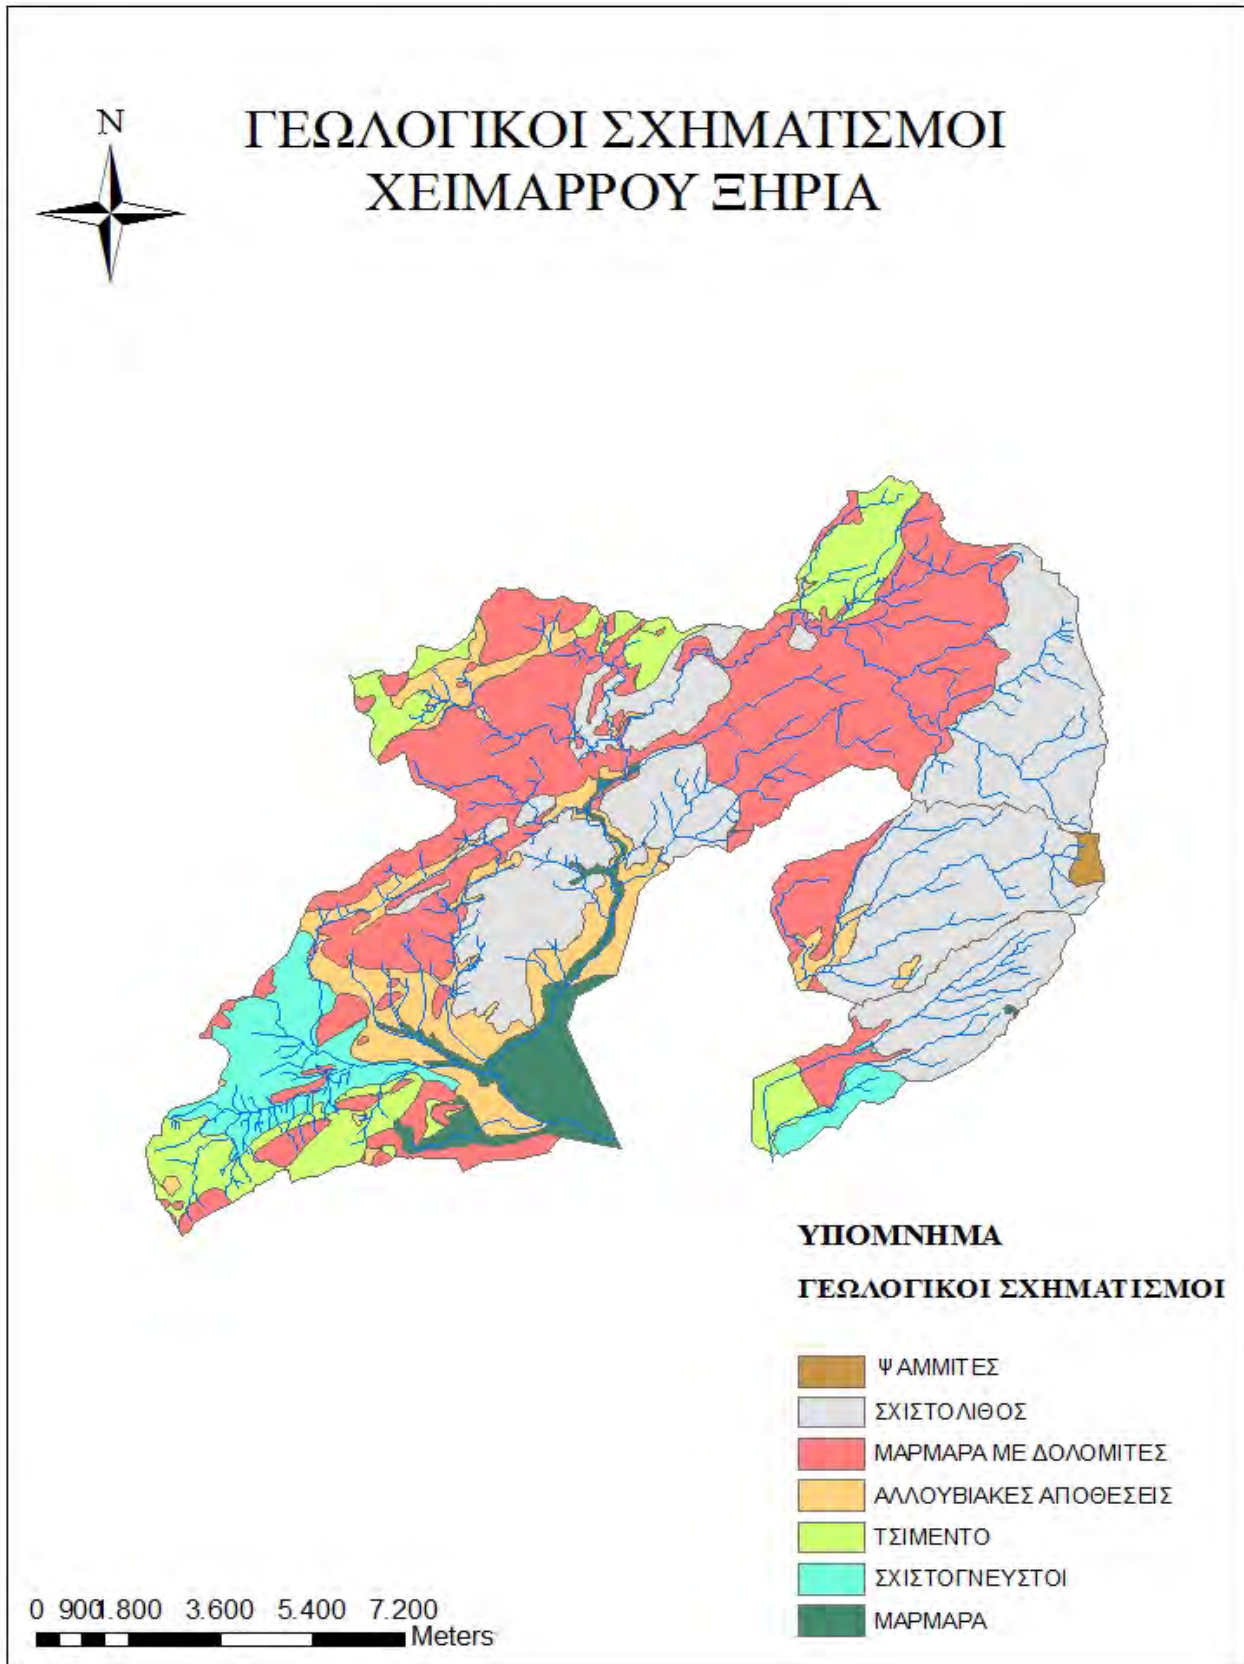 N
ΓΕΩΛΟΓΙΚΟΙ ΣΧΗΜΑΤΙΣΜΟΙ
ΧΕΙΜΑΡΡΟΥ ΞΗΡΙΑ
ΥΠΟΜΝΗΜΑ
ΓΕΩΛΟΓΙΚΟΙ ΣΧΗΜΑΤΙΣΜΟΙ
ΨΑΜΜΙΤΕΣ
ΣΧΙΣΤΟΛΙΘΟΣ
ΜΑΡΜΑΡΑ ΜΕ ΔΟΛΟΜΙΤΕΣ
ΑΛΛΟΥΒΙΑΚΕΣ ΑΠΟΘΕΣΕΙΣ
ΤΣΙΜΕΝΤΟ
ΣΧΙΣΤΟΓΝΕΥΣΤΟΙ
ΜΑΡΜΑΡΑ
0 900 1.800 3.600 5.400 7.200
Meters